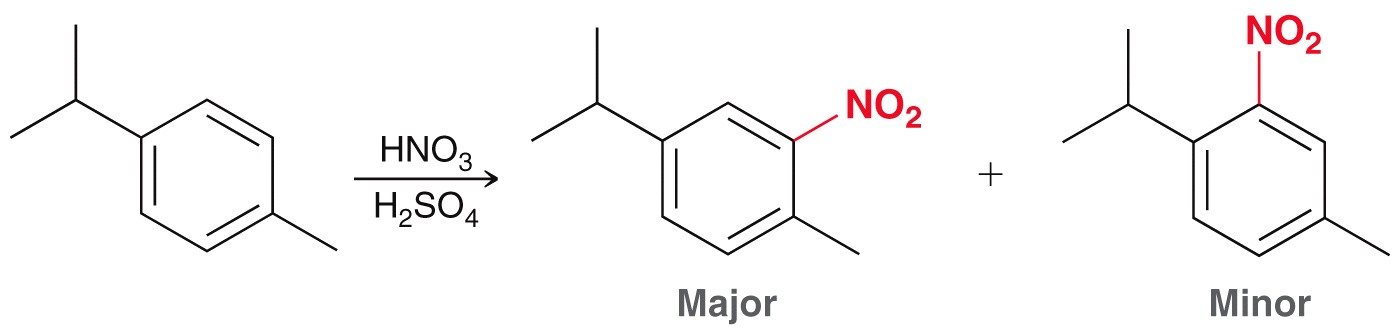 HNO₃
H₂SO₄
NO₂
Major
+
NO₂
Minor